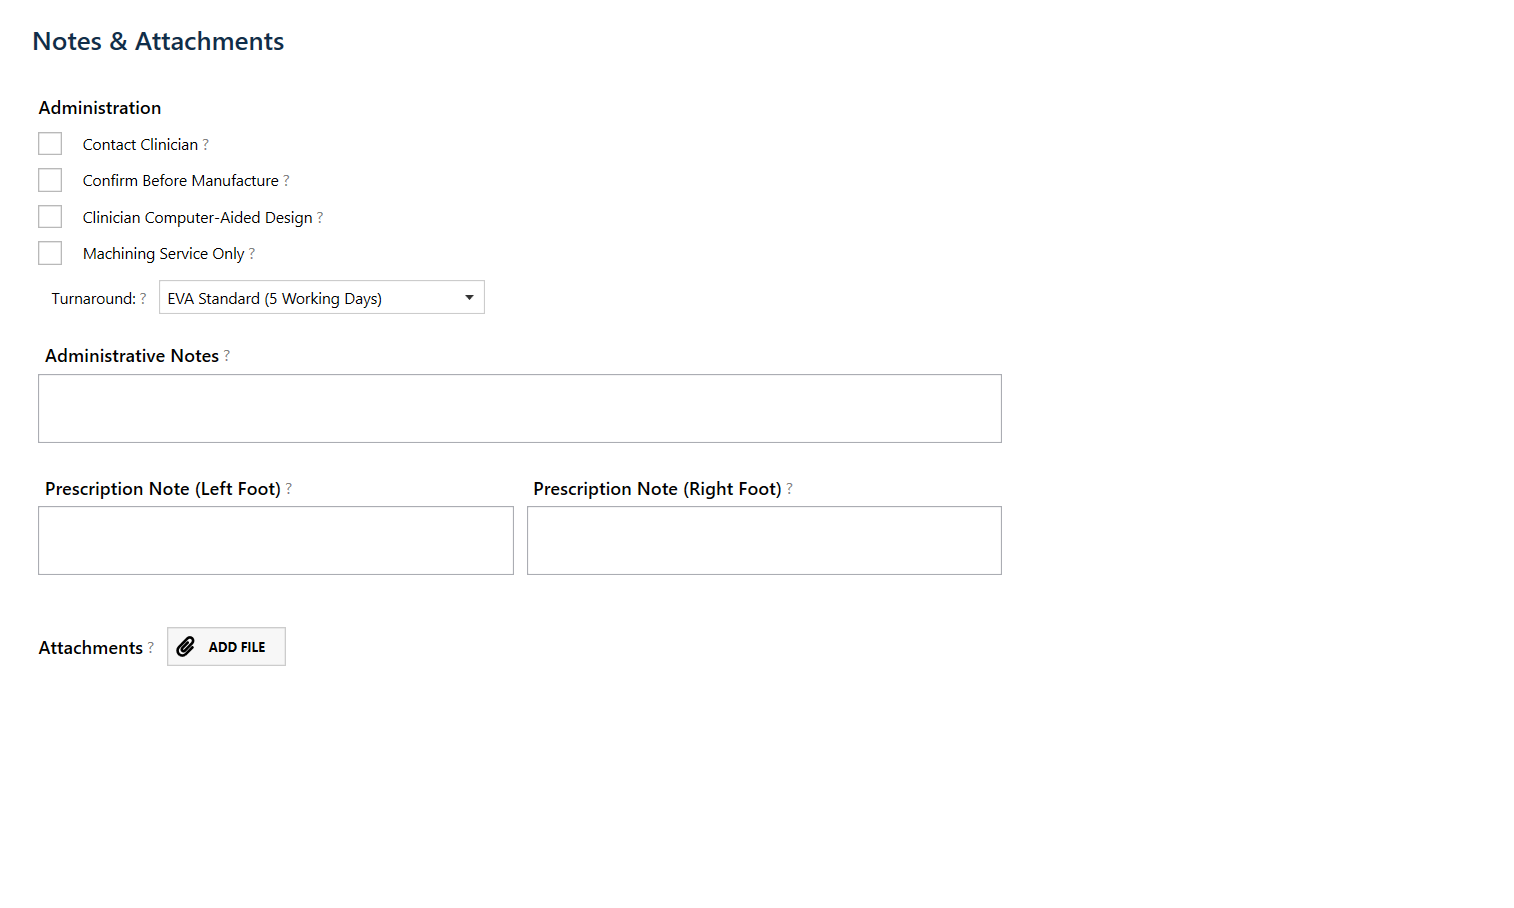 Notes & Attachments
Administration
Contact Clinician ?
Confirm Before Manufacture ?
Clinician Computer-Aided Design ?
Machining Service Only ?
Turnaround: ? EVA Standard (5 Working Days)
Administrative Notes ?
Prescription Note (Left Foot) ? Prescription Note (Right Foot) ?
Attachments ? ADD FILE